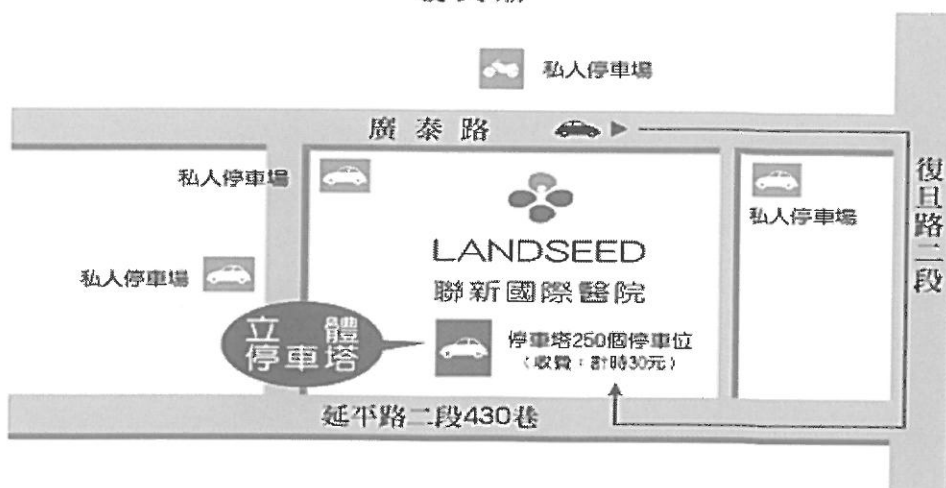 私人停車場
廣泰路
私人停車場
私人停車場
復旦路二段
LANDSEED
私人停車場
聯新國際醫院
立體
停車塔
停車塔250個停車位
(收費：計時30元)
延平路二段430巷